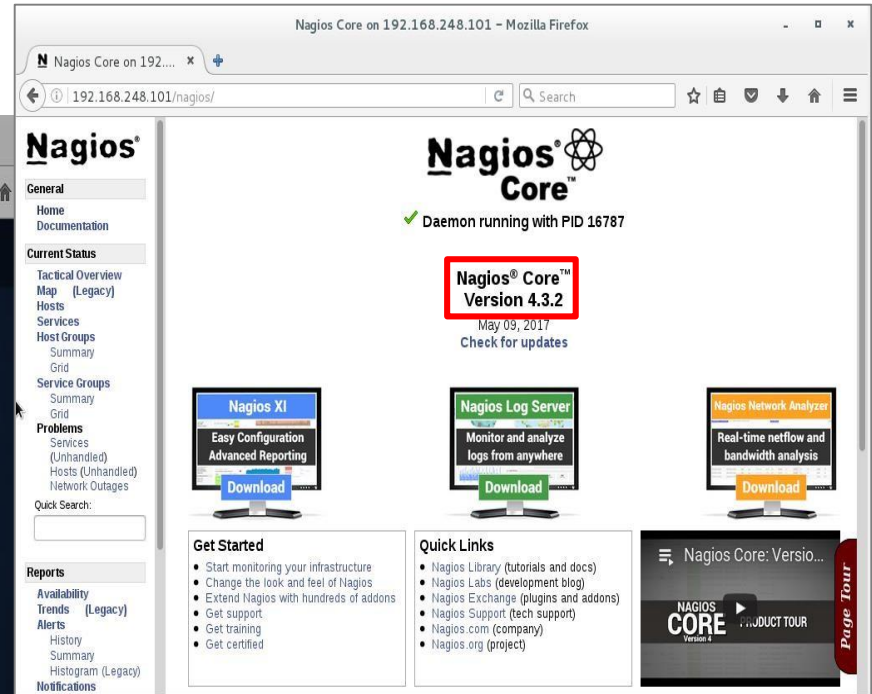 Nagios Core on 192.168.248.101 - Mozilla Firefox
Nagios Core on 192....
192.168.248.101/nagios/
Search
Nagios®
General
Home
Documentation
Current Status
Tactical Overview
Map (Legacy)
Hosts
Services
Host Groups
Summary
Grid
Service Groups
Summary
Grid
Problems
Services
(Unhandled)
Hosts (Unhandled)
Network Outages
Quick Search:
Reports
Availability
Trends (Legacy)
Alerts
History
Summary
Histogram (Legacy)
Notifications
Nagios®
Core™
Daemon running with PID 16787
Nagios® Core™
Version 4.3.2
May 09, 2017
Check for updates
Nagios XI
Easy Configuration
Advanced Reporting
Download
Nagios Log Server
Monitor and analyze
logs from anywhere
Download
Nagios Network Analyzer
Real-time netflow and
bandwidth analysis
Download
Get Started
Start monitoring your infrastructure
Change the look and feel of Nagios
Extend Nagios with hundreds of addons
Get support
Get training
Get certified
Quick Links
Nagios Library (tutorials and docs)
Nagios Labs (development blog)
Nagios Exchange (plugins and addons)
Nagios Support (tech support)
Nagios.com (company)
Nagios.org (project)
Nagios Core: Versio...
NAGIOS
CORE
Version 4
PRODUCT TOUR
Page Tour